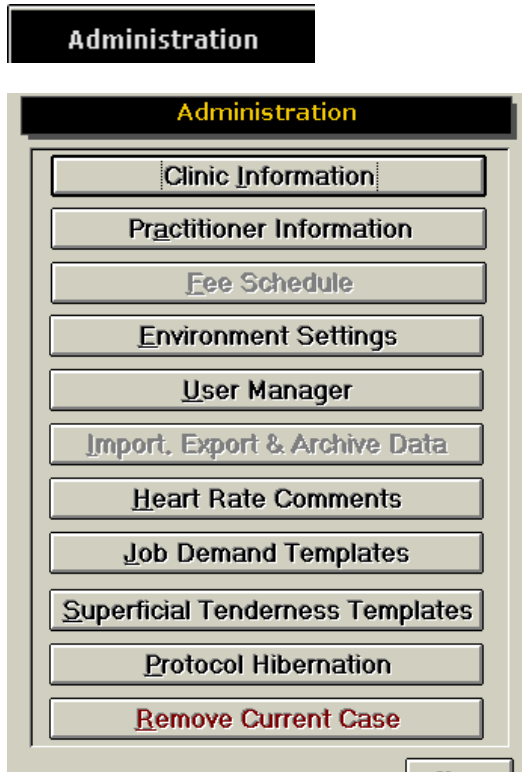 Administration
Administration
Clinic Information
Practitioner Information
Fee Schedule
Environment Settings
User Manager
Import, Export & Archive Data
Heart Rate Comments
Job Demand Templates
Superficial Tenderness Templates
Protocol Hibernation
Remove Current Case